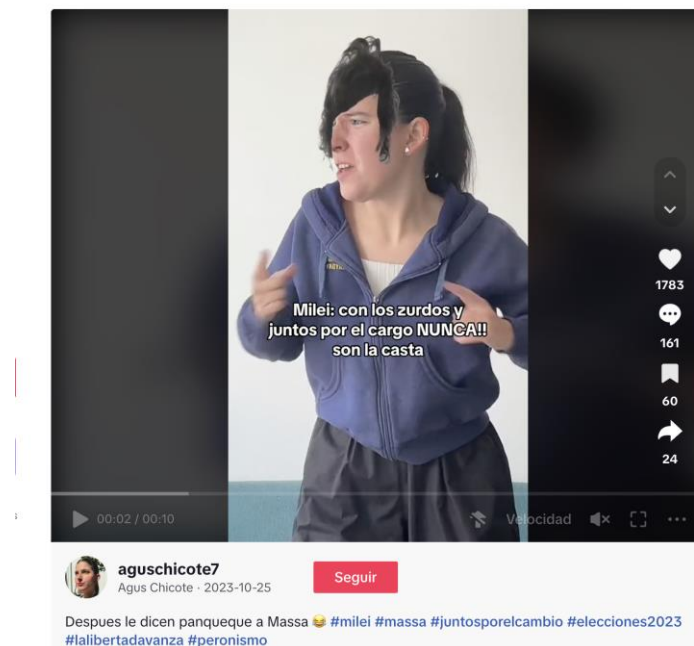 Milei: con los zurdos y
juntos por el cargo NUNCA!!
son la casta
1783
161
60
24
00:02 / 00:10
Velocidad
aguschicote7
Agus Chicote · 2023-10-25
Seguir
Despues le dicen panqueque a Massa 😂 #milei #massa #juntosporelcambio #elecciones2023
#lalibertadavanza #peronismo